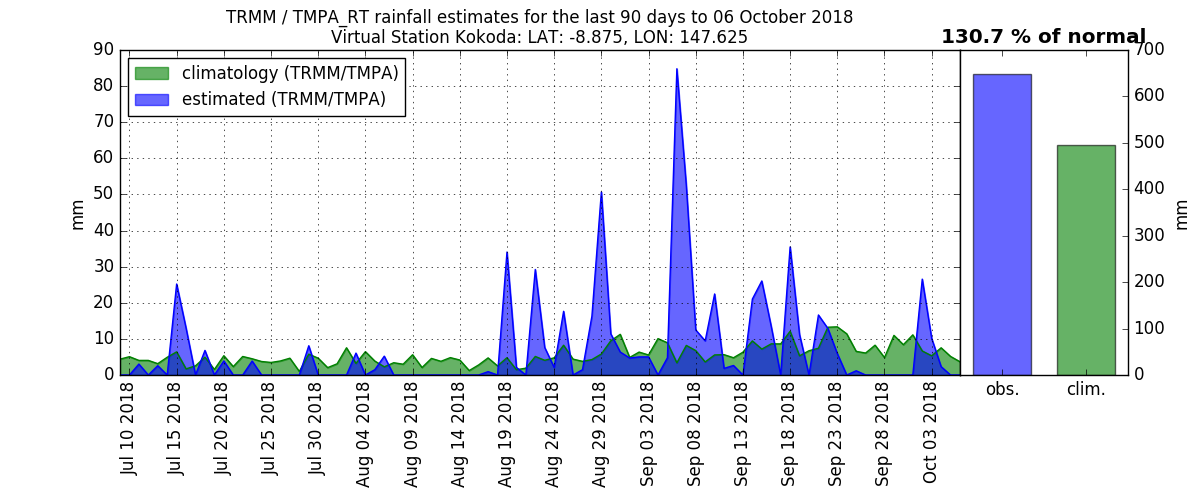 TRMM / TMPA_RT rainfall estimates for the last 90 days to 06 October 2018
Virtual Station Kokoda: LAT: -8.875, LON: 147.625
130.7 % of normal
climatology (TRMM/TMPA)
estimated (TRMM/TMPA)
mm
90
80
70
60
50
40
30
20
10
0
Jul 10 2018
Jul 15 2018
Jul 20 2018
Jul 25 2018
Jul 30 2018
Aug 04 2018
Aug 09 2018
Aug 14 2018
Aug 19 2018
Aug 24 2018
Aug 29 2018
Sep 03 2018
Sep 08 2018
Sep 13 2018
Sep 18 2018
Sep 23 2018
Sep 28 2018
Oct 03 2018
obs.
clim.
700
600
500
400
300
200
100
0
mm